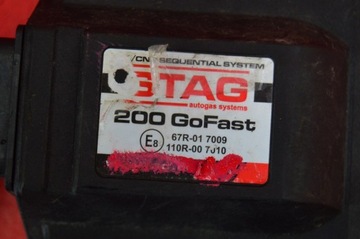 /CNG SEQUENTIAL SYSTEM
STAG
autogas systems
200 GoFast
E8
67R-01 7009
110R-00 7010